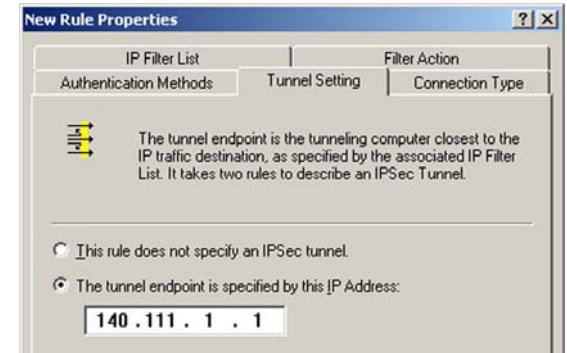 New Rule Properties
IP Filter List
Filter Action
Authentication Methods
Tunnel Setting
Connection Type
The tunnel endpoint is the tunneling computer closest to the
IP traffic destination, as specified by the associated IP Filter
List. It takes two rules to describe an IPSec Tunnel.
This rule does not specify an IPSec tunnel.
The tunnel endpoint is specified by this IP Address:
140 . 111 . 1 . 1